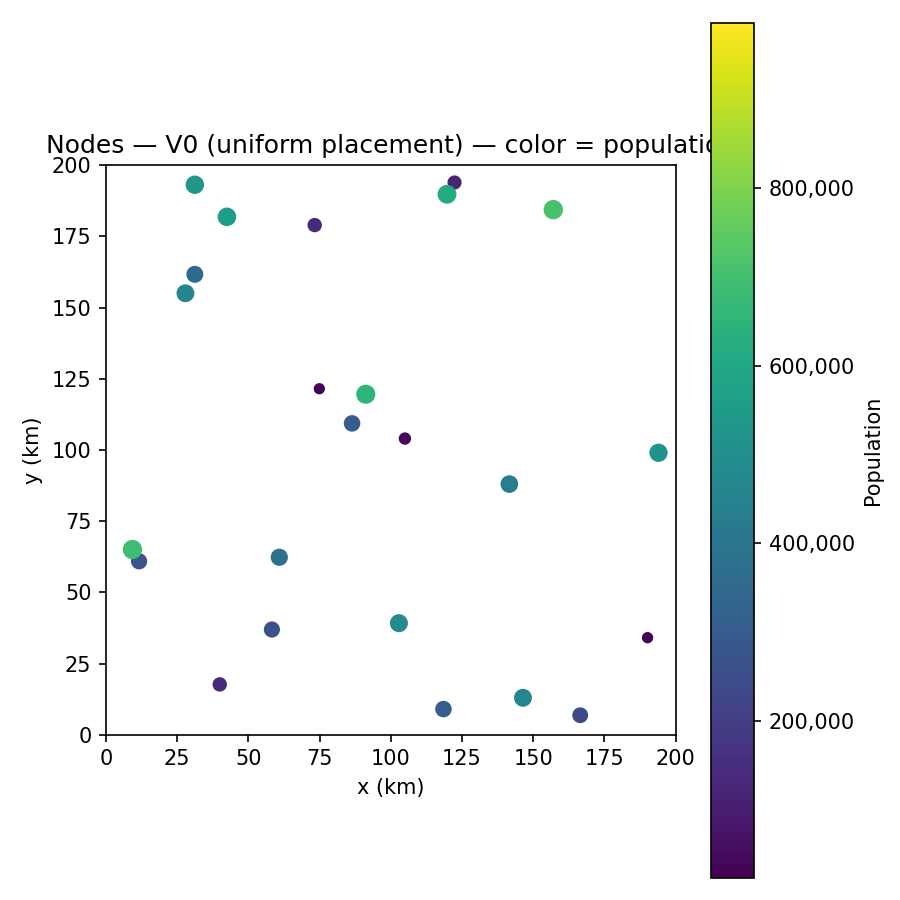 Nodes — V0 (uniform placement) — color = populatio
200
175
150
125
100
75
50
25
0
y (km)
0 25 50 75 100 125 150 175 200
x (km)
800,000
600,000
400,000
200,000
Population